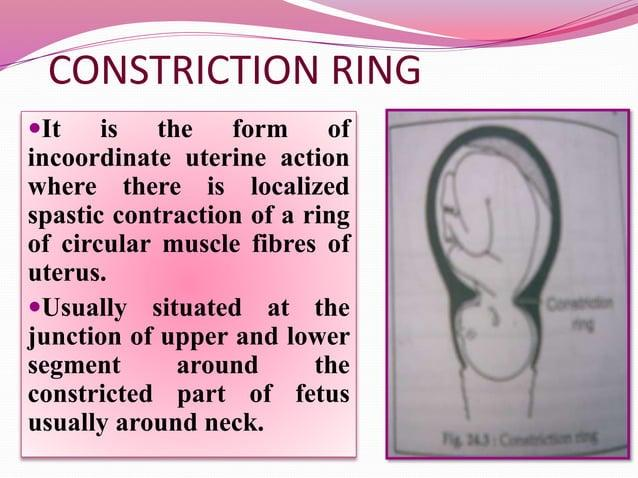 CONSTRICTION RING
•It is the form of
incoordinate uterine action
where there is localized
spastic contraction of a ring
of circular muscle fibres of
uterus.
•Usually situated at the
junction of upper and lower
segment around the
constricted part of fetus
usually around neck.
Constriction
ring
Fig. 24.3 : Constriction ring